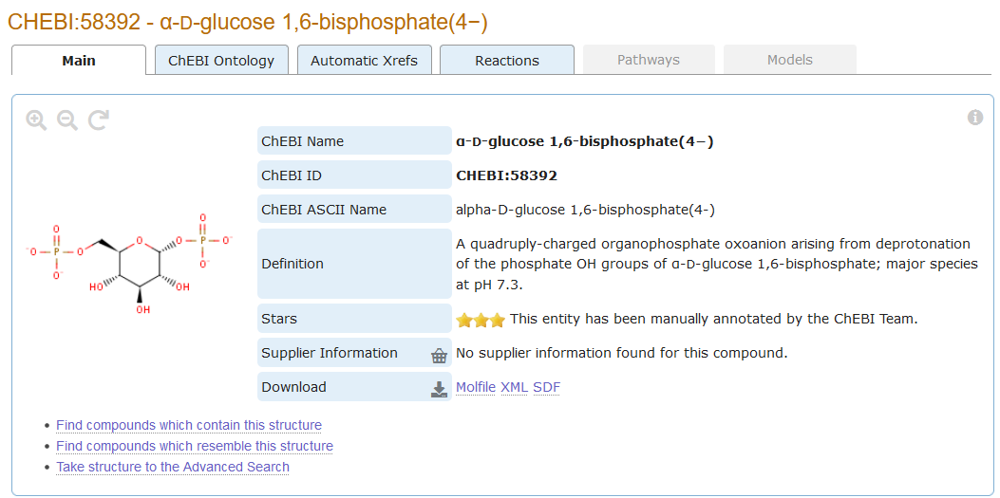 CHEBI:58392 - α-D-glucose 1,6-bisphosphate(4−)
Main ChEBI Ontology Automatic Xrefs Reactions Pathways Models
ChEBI Name α-D-glucose 1,6-bisphosphate(4−)
ChEBI ID CHEBI:58392
ChEBI ASCII Name alpha-D-glucose 1,6-bisphosphate(4-)
Definition A quadruply-charged organophosphate oxoanion arising from deprotonation
of the phosphate OH groups of α-D-glucose 1,6-bisphosphate; major species
at pH 7.3.
Stars This entity has been manually annotated by the ChEBI Team.
Supplier Information No supplier information found for this compound.
Download Molfile XML SDF
O O
-O P O O O P O-
O- O-
HO OH
OH
• Find compounds which contain this structure
• Find compounds which resemble this structure
• Take structure to the Advanced Search